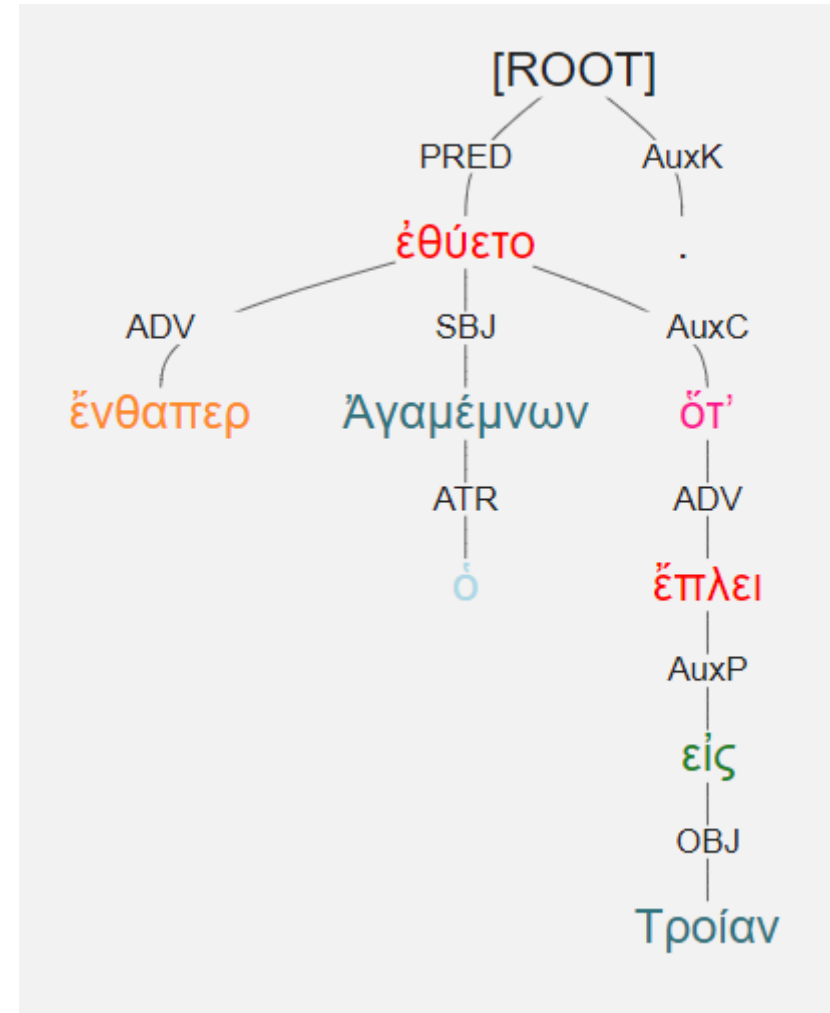 [ROOT]
PRED AuxK
ἐθύετο .
ADV SBJ AuxC
ἔνθαπερ Ἀγαμέμνων ὅτ’
ATR ADV
ὁ ἔπλει
AuxP
εἰς
OBJ
Τροίαν